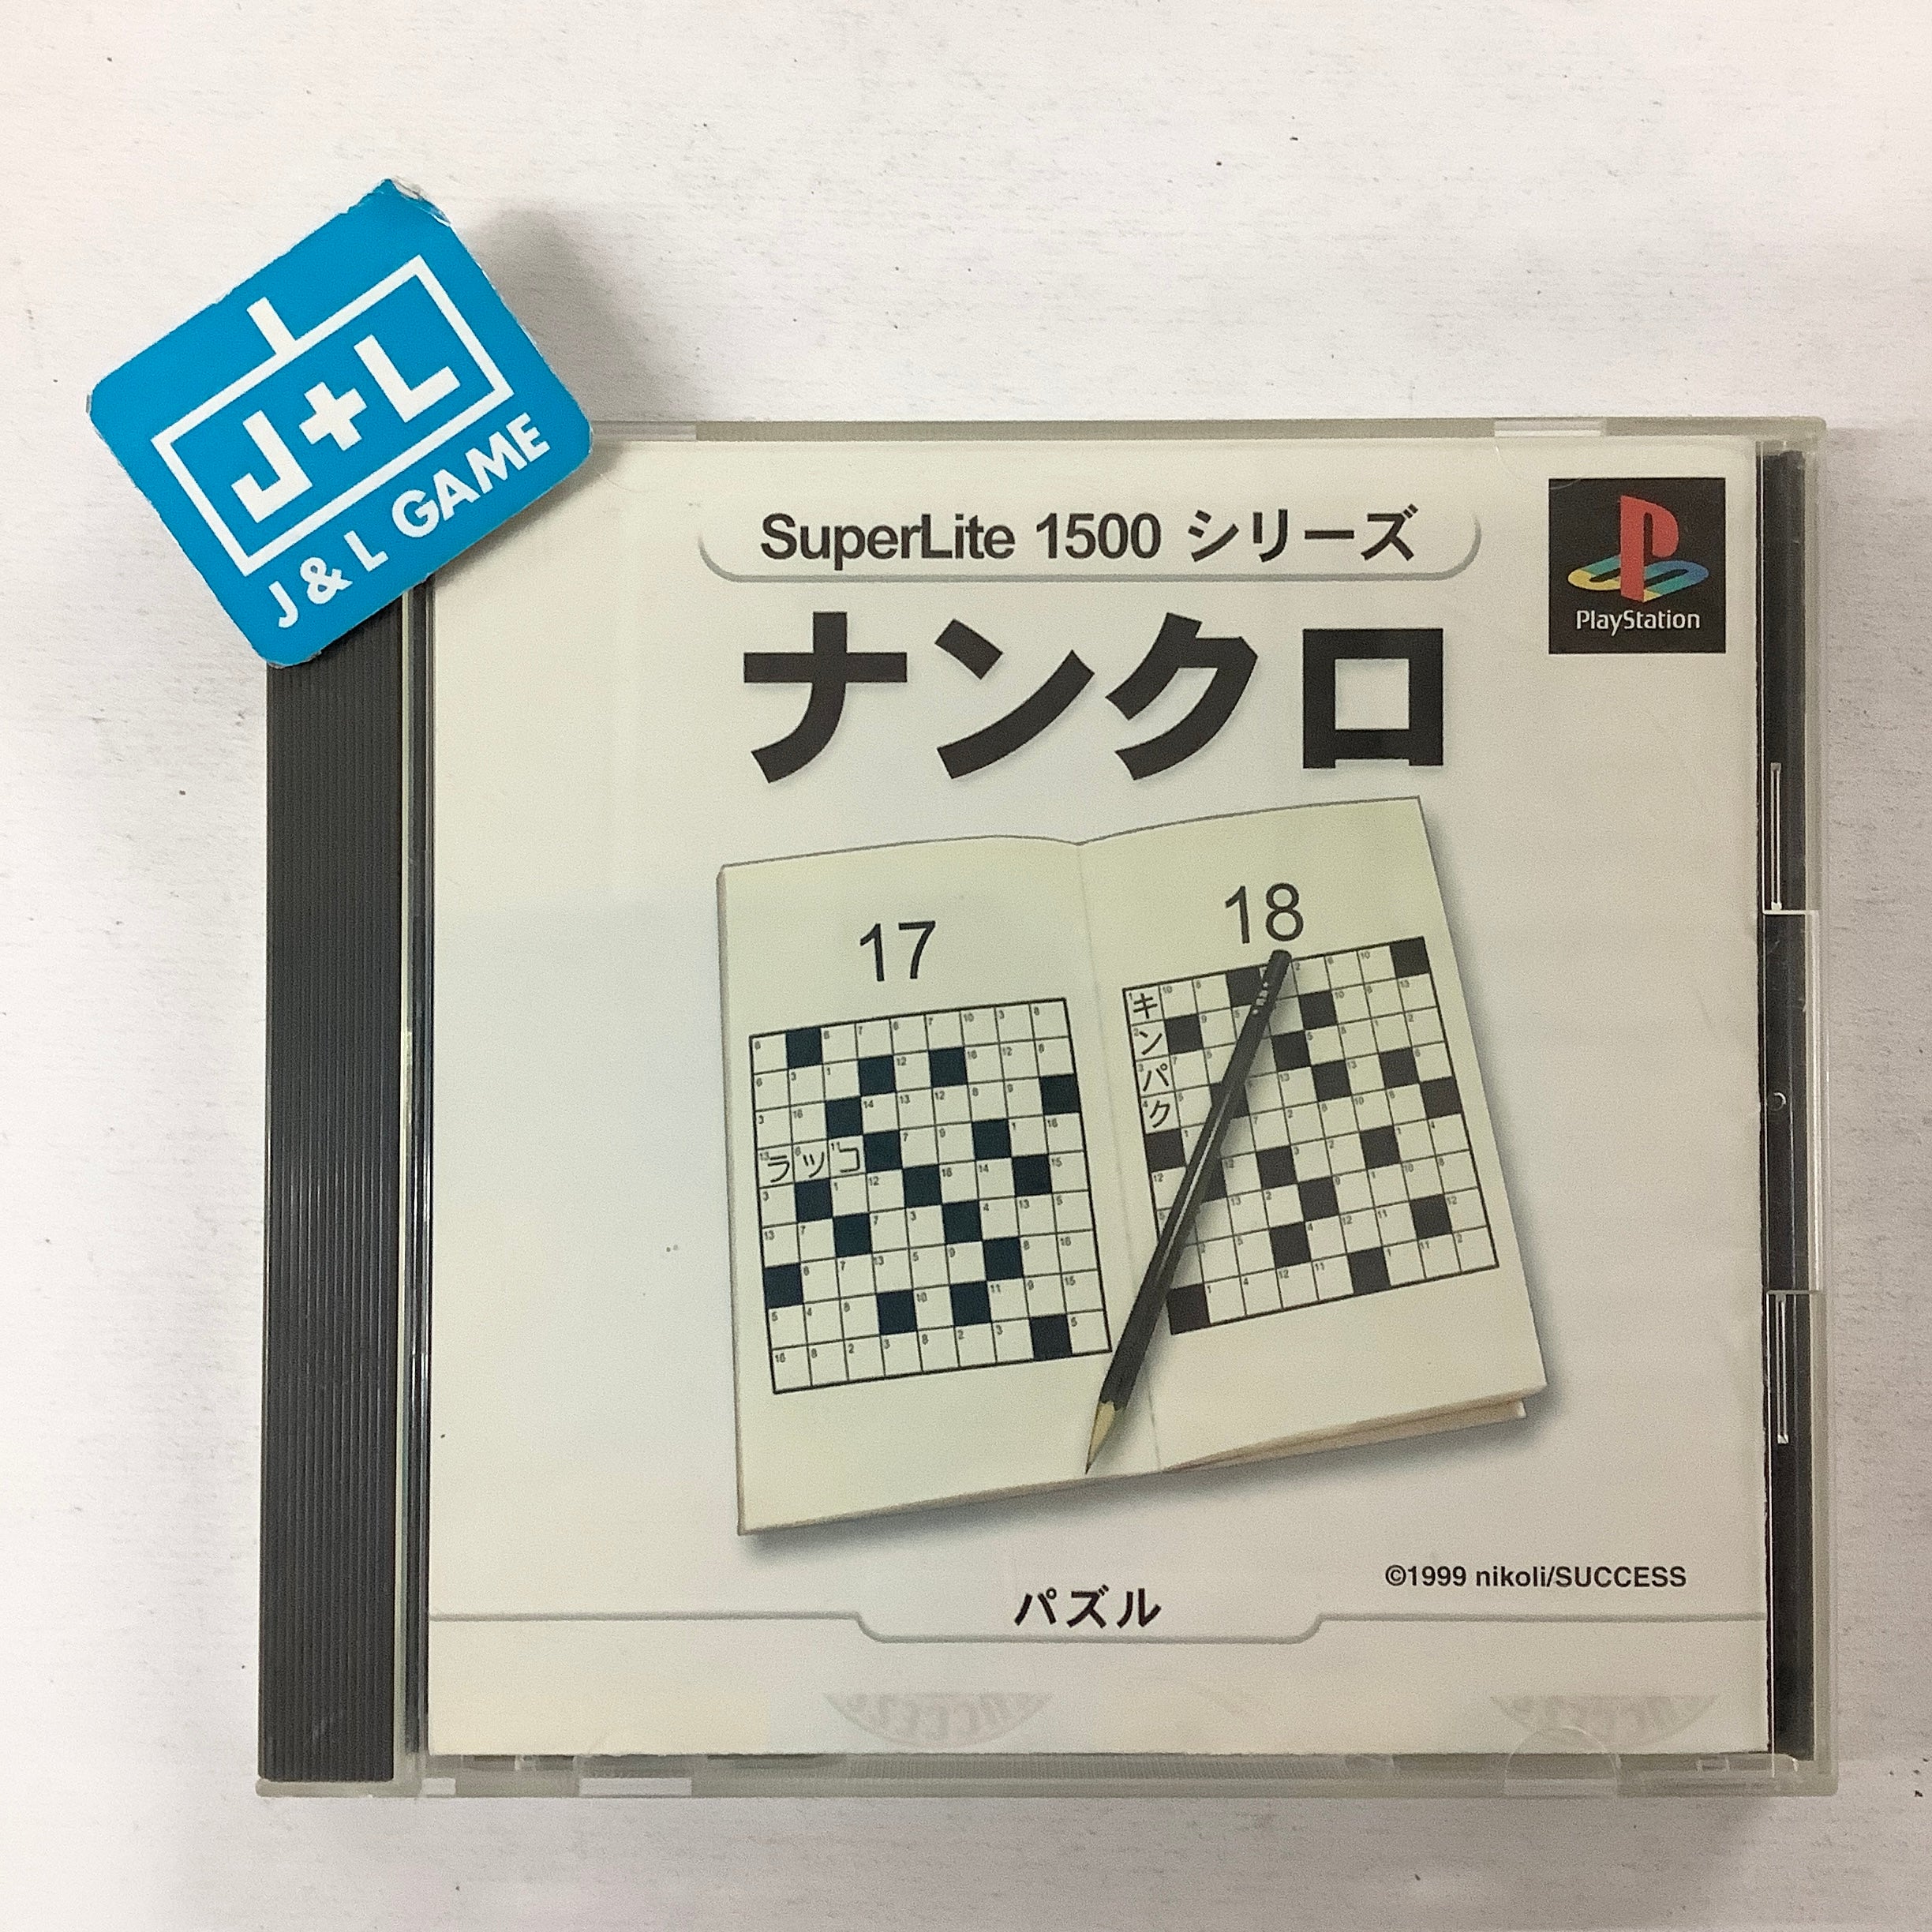 J+L
J & L GAME
SuperLite 1500 シリーズ
PlayStation
ナンクロ
17
18
キ
ン
パ
ク
ラッコ
©1999 nikoli/SUCCESS
パズル